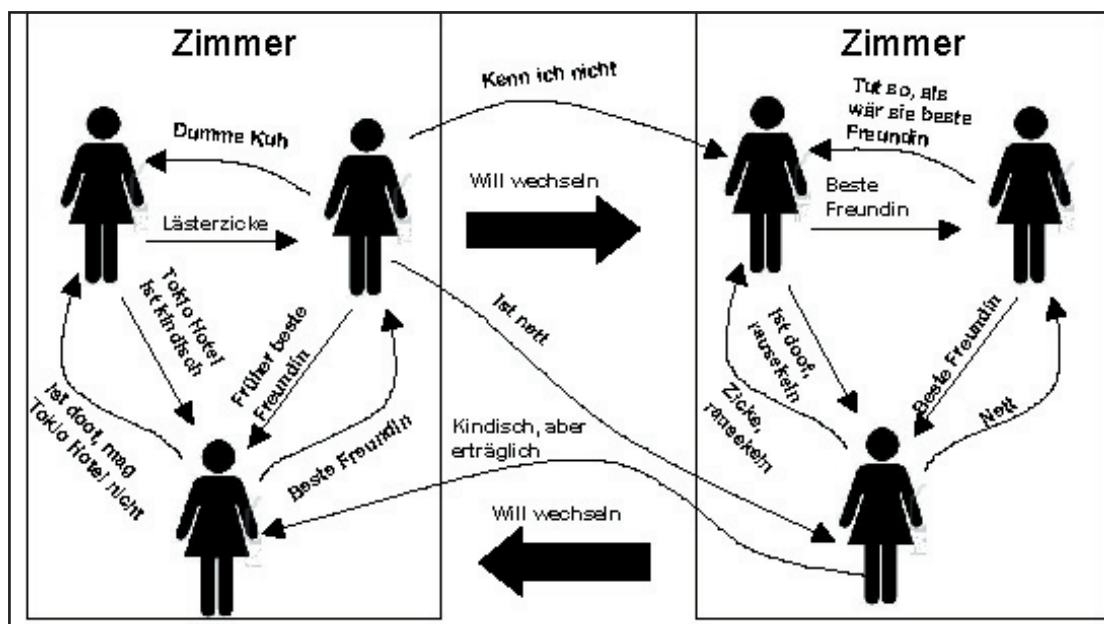 Zimmer
Zimmer
Kenn ich nicht
Tut so, als
wär sie beste
Freundin
Dumme Kuh
Will wechseln
Beste
Freundin
Lästerzicke
Tokio Hotel
ist kindisch
Ist nett
Früher beste
Freundin
Ist doof,
rausekeln
Beste Freundin
Ist doof, mag
Tokio Hotel nicht
Beste Freundin
Kindisch, aber
erträglich
Zicke,
rausekeln
Nett
Will wechseln